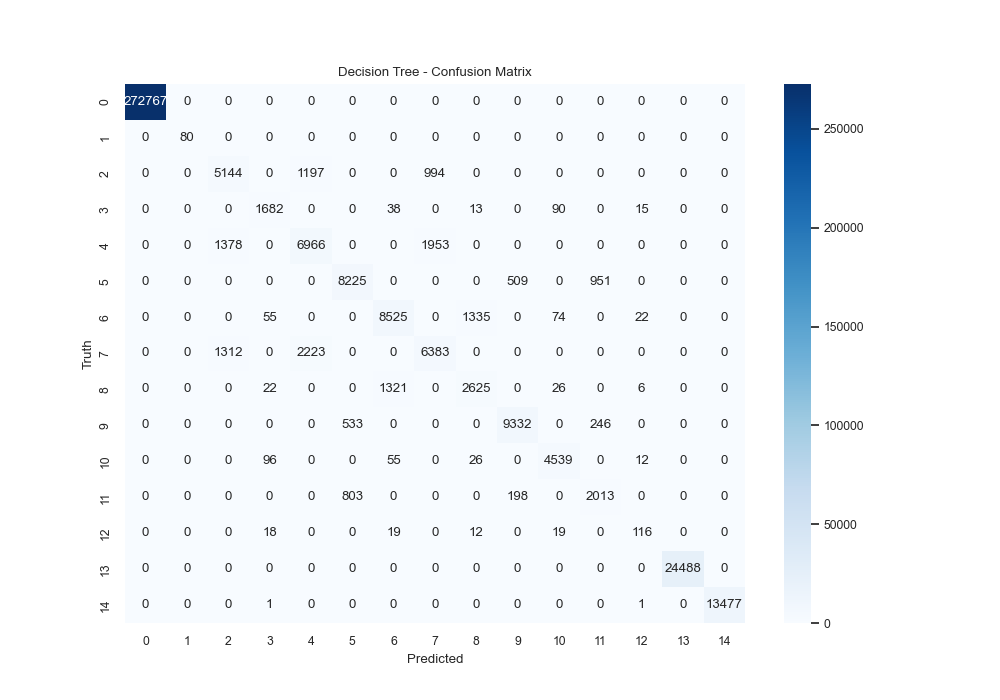 Decision Tree - Confusion Matrix
0 272767 0 0 0 0 0 0 0 0 0 0 0 0 0 0
1 0 80 0 0 0 0 0 0 0 0 0 0 0 0 0
2 0 0 5144 0 1197 0 0 994 0 0 0 0 0 0 0
3 0 0 0 1682 0 0 38 0 13 0 90 0 15 0 0
4 0 0 1378 0 6966 0 0 1953 0 0 0 0 0 0 0
5 0 0 0 0 0 8225 0 0 0 509 0 951 0 0 0
6 0 0 0 55 0 0 8525 0 1335 0 74 0 22 0 0
7 0 0 1312 0 2223 0 0 6383 0 0 0 0 0 0 0
8 0 0 0 22 0 0 1321 0 2625 0 26 0 6 0 0
9 0 0 0 0 0 533 0 0 0 9332 0 246 0 0 0
10 0 0 0 96 0 0 55 0 26 0 4539 0 12 0 0
11 0 0 0 0 0 803 0 0 0 198 0 2013 0 0 0
12 0 0 0 18 0 0 19 0 12 0 19 0 116 0 0
13 0 0 0 0 0 0 0 0 0 0 0 0 0 24488 0
14 0 0 0 1 0 0 0 0 0 0 0 0 1 0 13477
0 1 2 3 4 5 6 7 8 9 10 11 12 13 14
Predicted
Truth
250000
200000
150000
100000
50000
0